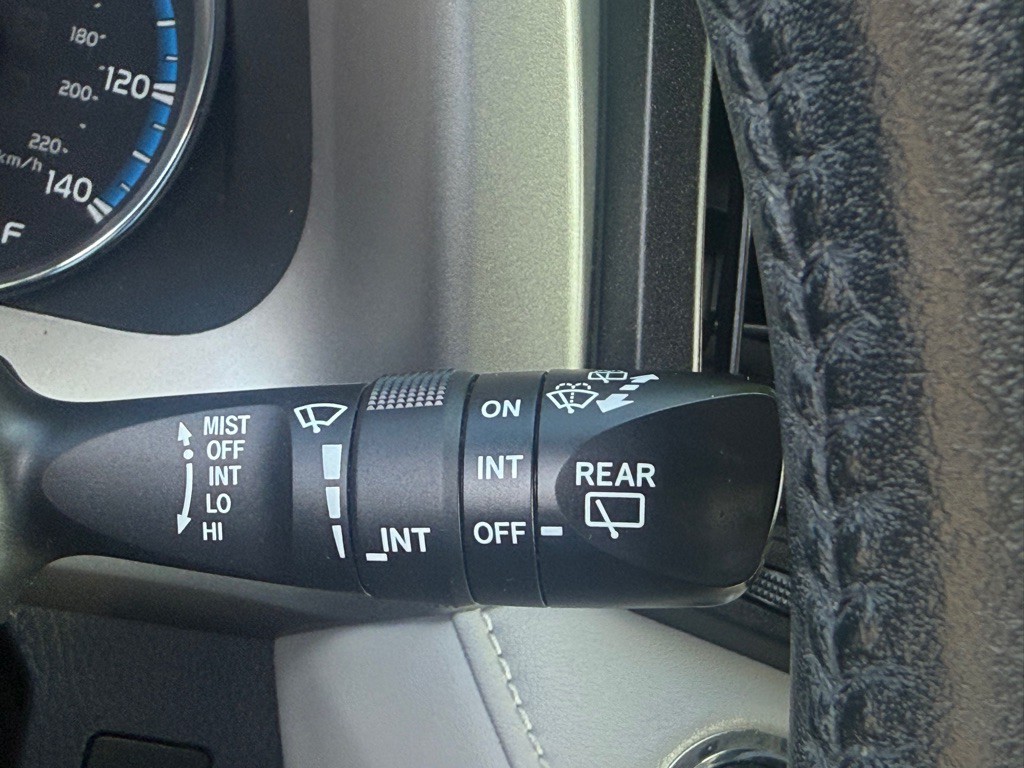 180
120
200
220
km/h
140
F
MIST
OFF
INT
LO
HI
INT
ON
INT
OFF
REAR